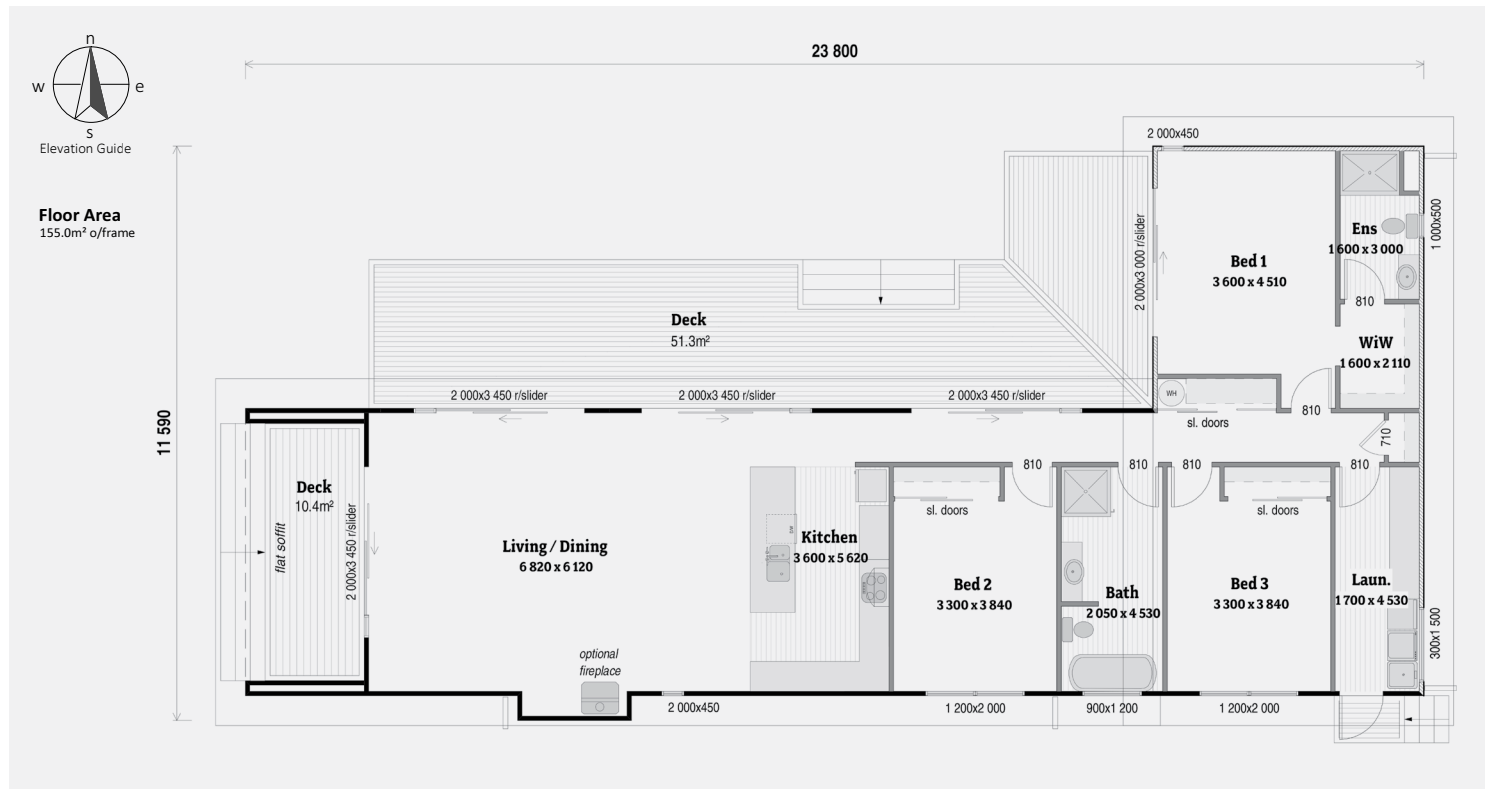 n
w e
s
Elevation Guide
Floor Area
155.0m² o/frame
23 800
11 590
2 000x450
1 000x500
2 000x3 000 r/slider
Bed 1
3 600 x 4 510
Ens
1 600 x 3 000
810
WiW
1 600 x 2 110
Deck
51.3m²
2 000x3 450 r/slider
2 000x3 450 r/slider
2 000x3 450 r/slider
WH
sl. doors
810
710
810
810
810
810
Deck
10.4m²
flat soffit
2 000x3 450 r/slider
Living / Dining
6 820 x 6 120
optional
fireplace
DW
Kitchen
3 600 x 5 620
sl. doors
Bed 2
3 300 x 3 840
Bath
2 050 x 4 530
sl. doors
Bed 3
3 300 x 3 840
Laun.
1 700 x 4 530
300x1 500
2 000x450
1 200x2 000
900x1 200
1 200x2 000